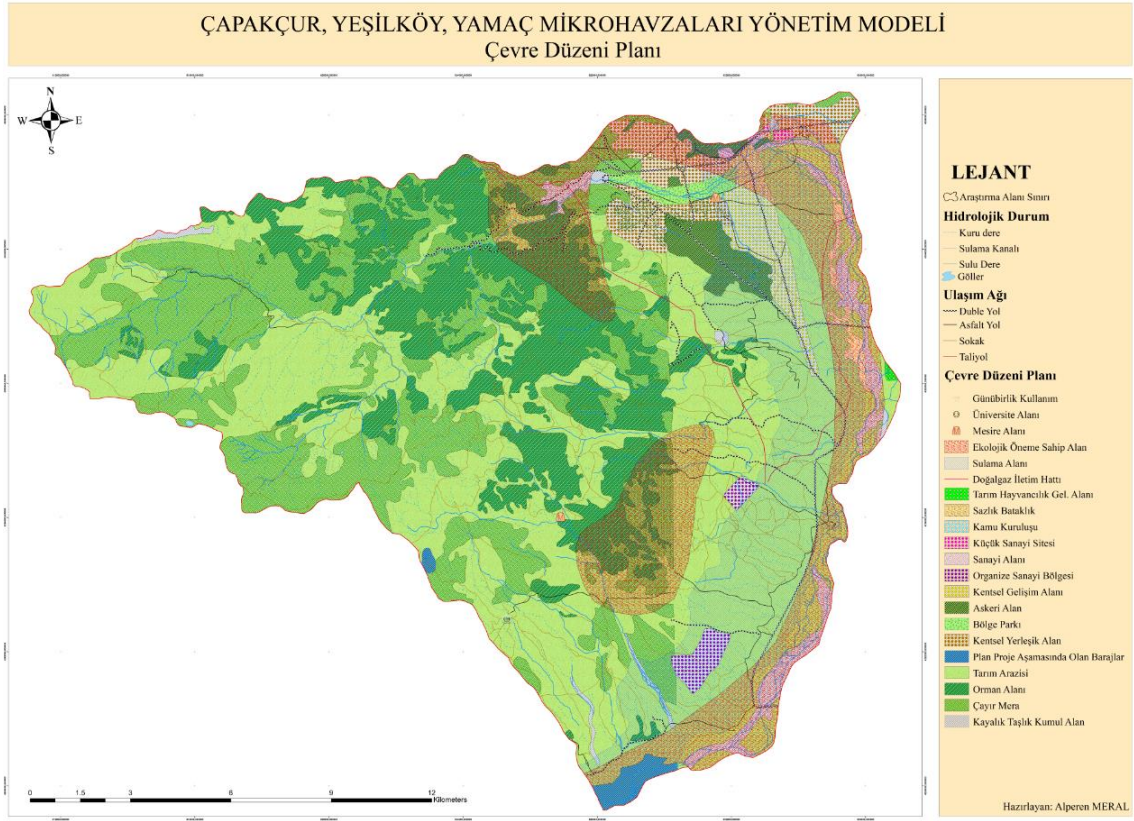 ÇAPAKÇUR, YEŞİLKÖY, YAMAÇ MİKROHAVZALARI YÖNETİM MODELİ
Çevre Düzeni Planı
N
W E
S
LEJANT
Araştırma Alanı Sınırı
Hidrolojik Durum
Kuru dere
Sulama Kanalı
Sulu Dere
Göller
Ulaşım Ağı
Duble Yol
Asfalt Yol
Sokak
Taliyol
Çevre Düzeni Planı
Günübirlik Kullanım
Üniversite Alanı
Mesire Alanı
Ekolojik Öneme Sahip Alan
Sulama Alanı
Doğalgaz İletim Hattı
Tarım Hayvancılık Gel. Alanı
Sazlık Bataklık
Kamu Kuruluşu
Küçük Sanayi Sitesi
Sanayi Alanı
Organize Sanayi Bölgesi
Kentsel Gelişim Alanı
Askeri Alan
Bölge Parkı
Kentsel Yerleşik Alan
Plan Proje Aşamasında Olan Barajlar
Tarım Arazisi
Orman Alanı
Çayır Mera
Kayalık Taşlık Kumul Alan
0 1.5 3 6 9 12
Kilometers
Hazırlayan: Alperen MERAL